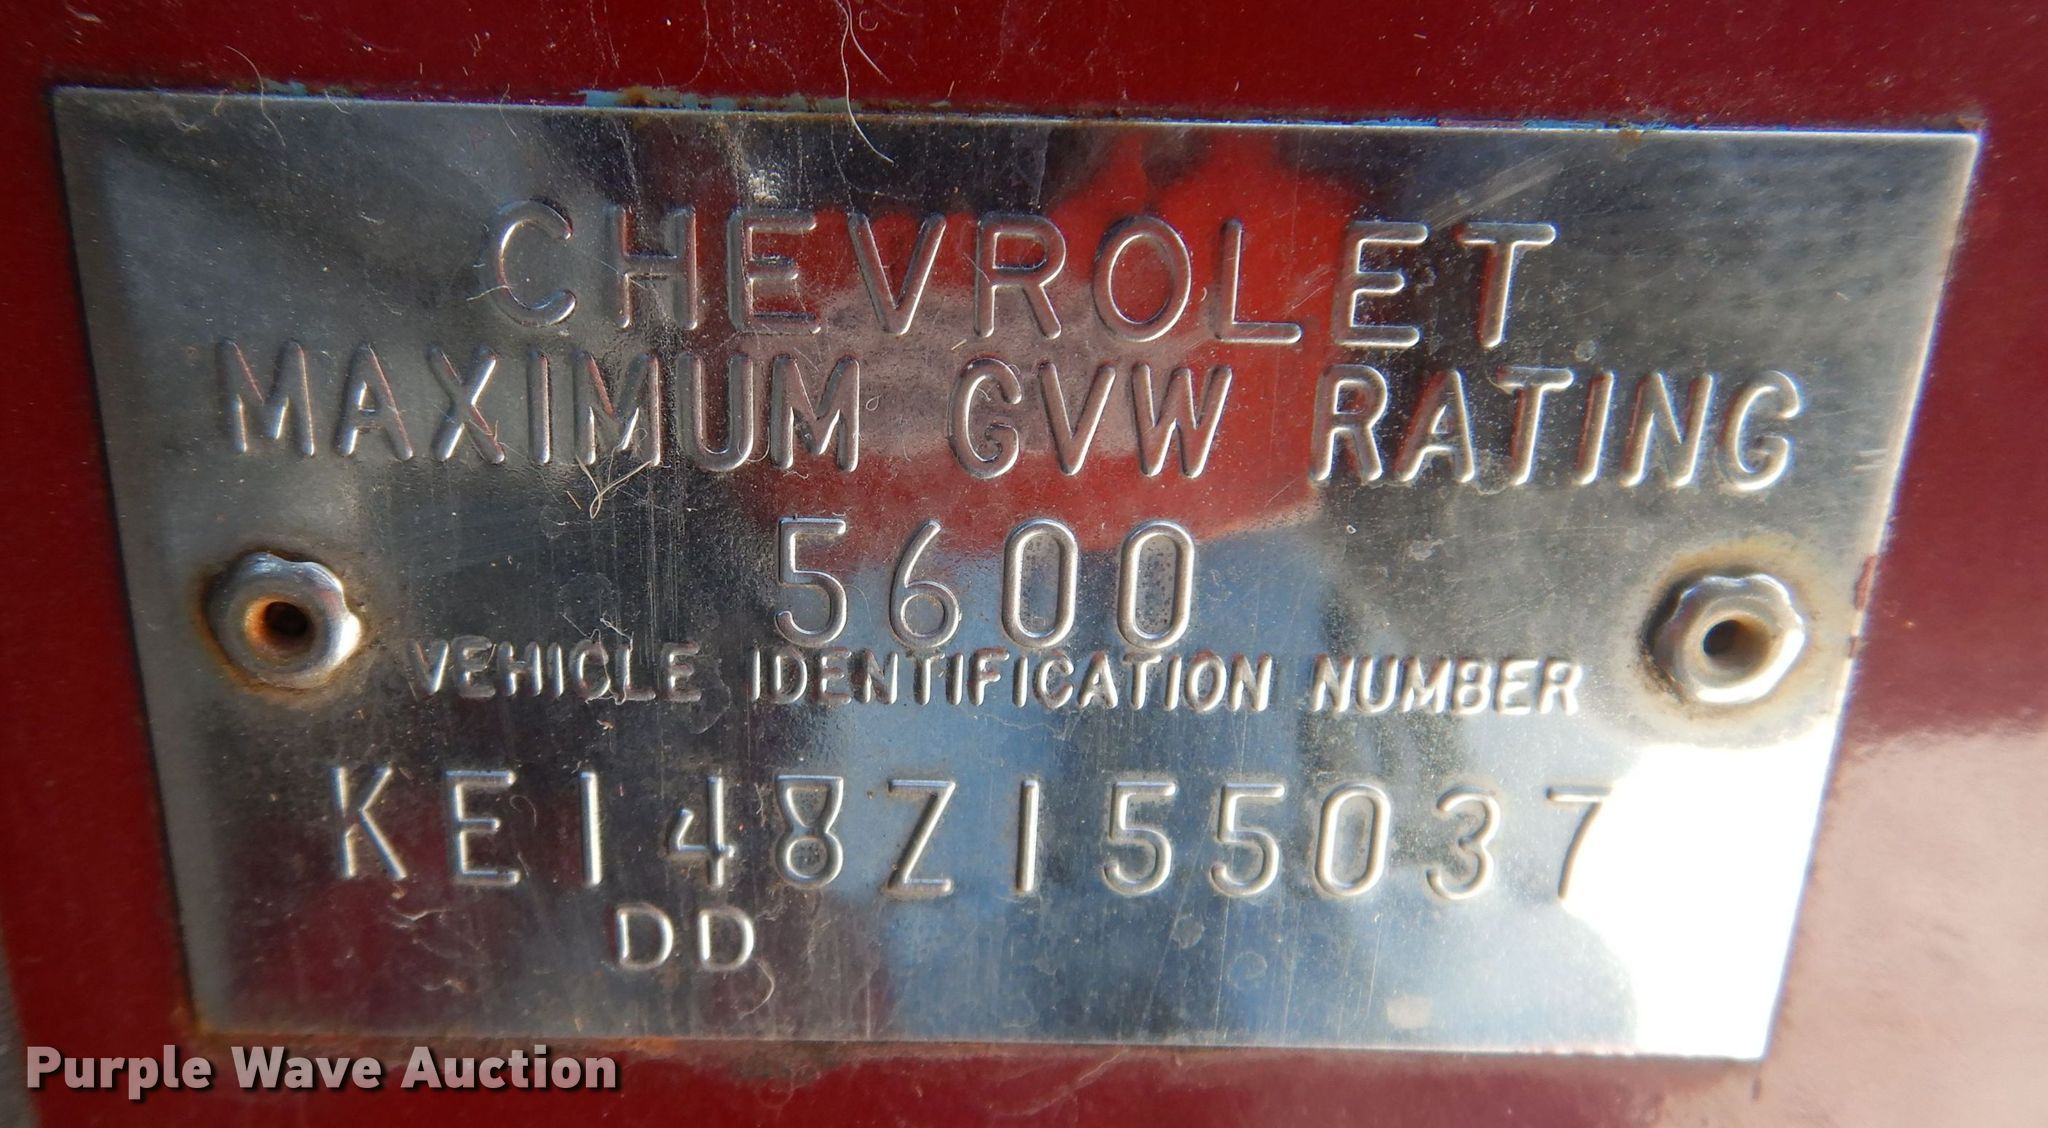 CHEVROLET
MAXIMUM GVW RATING
5600
VEHICLE IDENTIFICATION NUMBER
KE148Z155037
DD
Purple Wave Auction